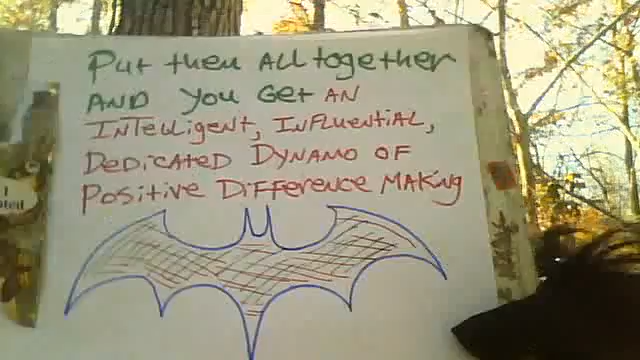 Put them All together
AND You Get AN
INTelligent, INFLUENTIAL,
DEDICATED DYNAMO OF
Positive Difference MAKING
I